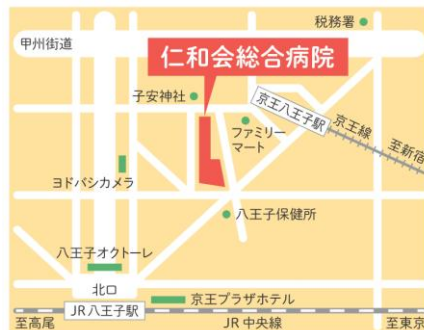 税務署
甲州街道
仁和会総合病院
子安神社
京王八王子駅
京王線
至新宿
ファミリー
マート
ヨドバシカメラ
八王子保健所
八王子オクトーレ
北口
JR八王子駅
京王プラザホテル
至高尾
JR中央線
至東京